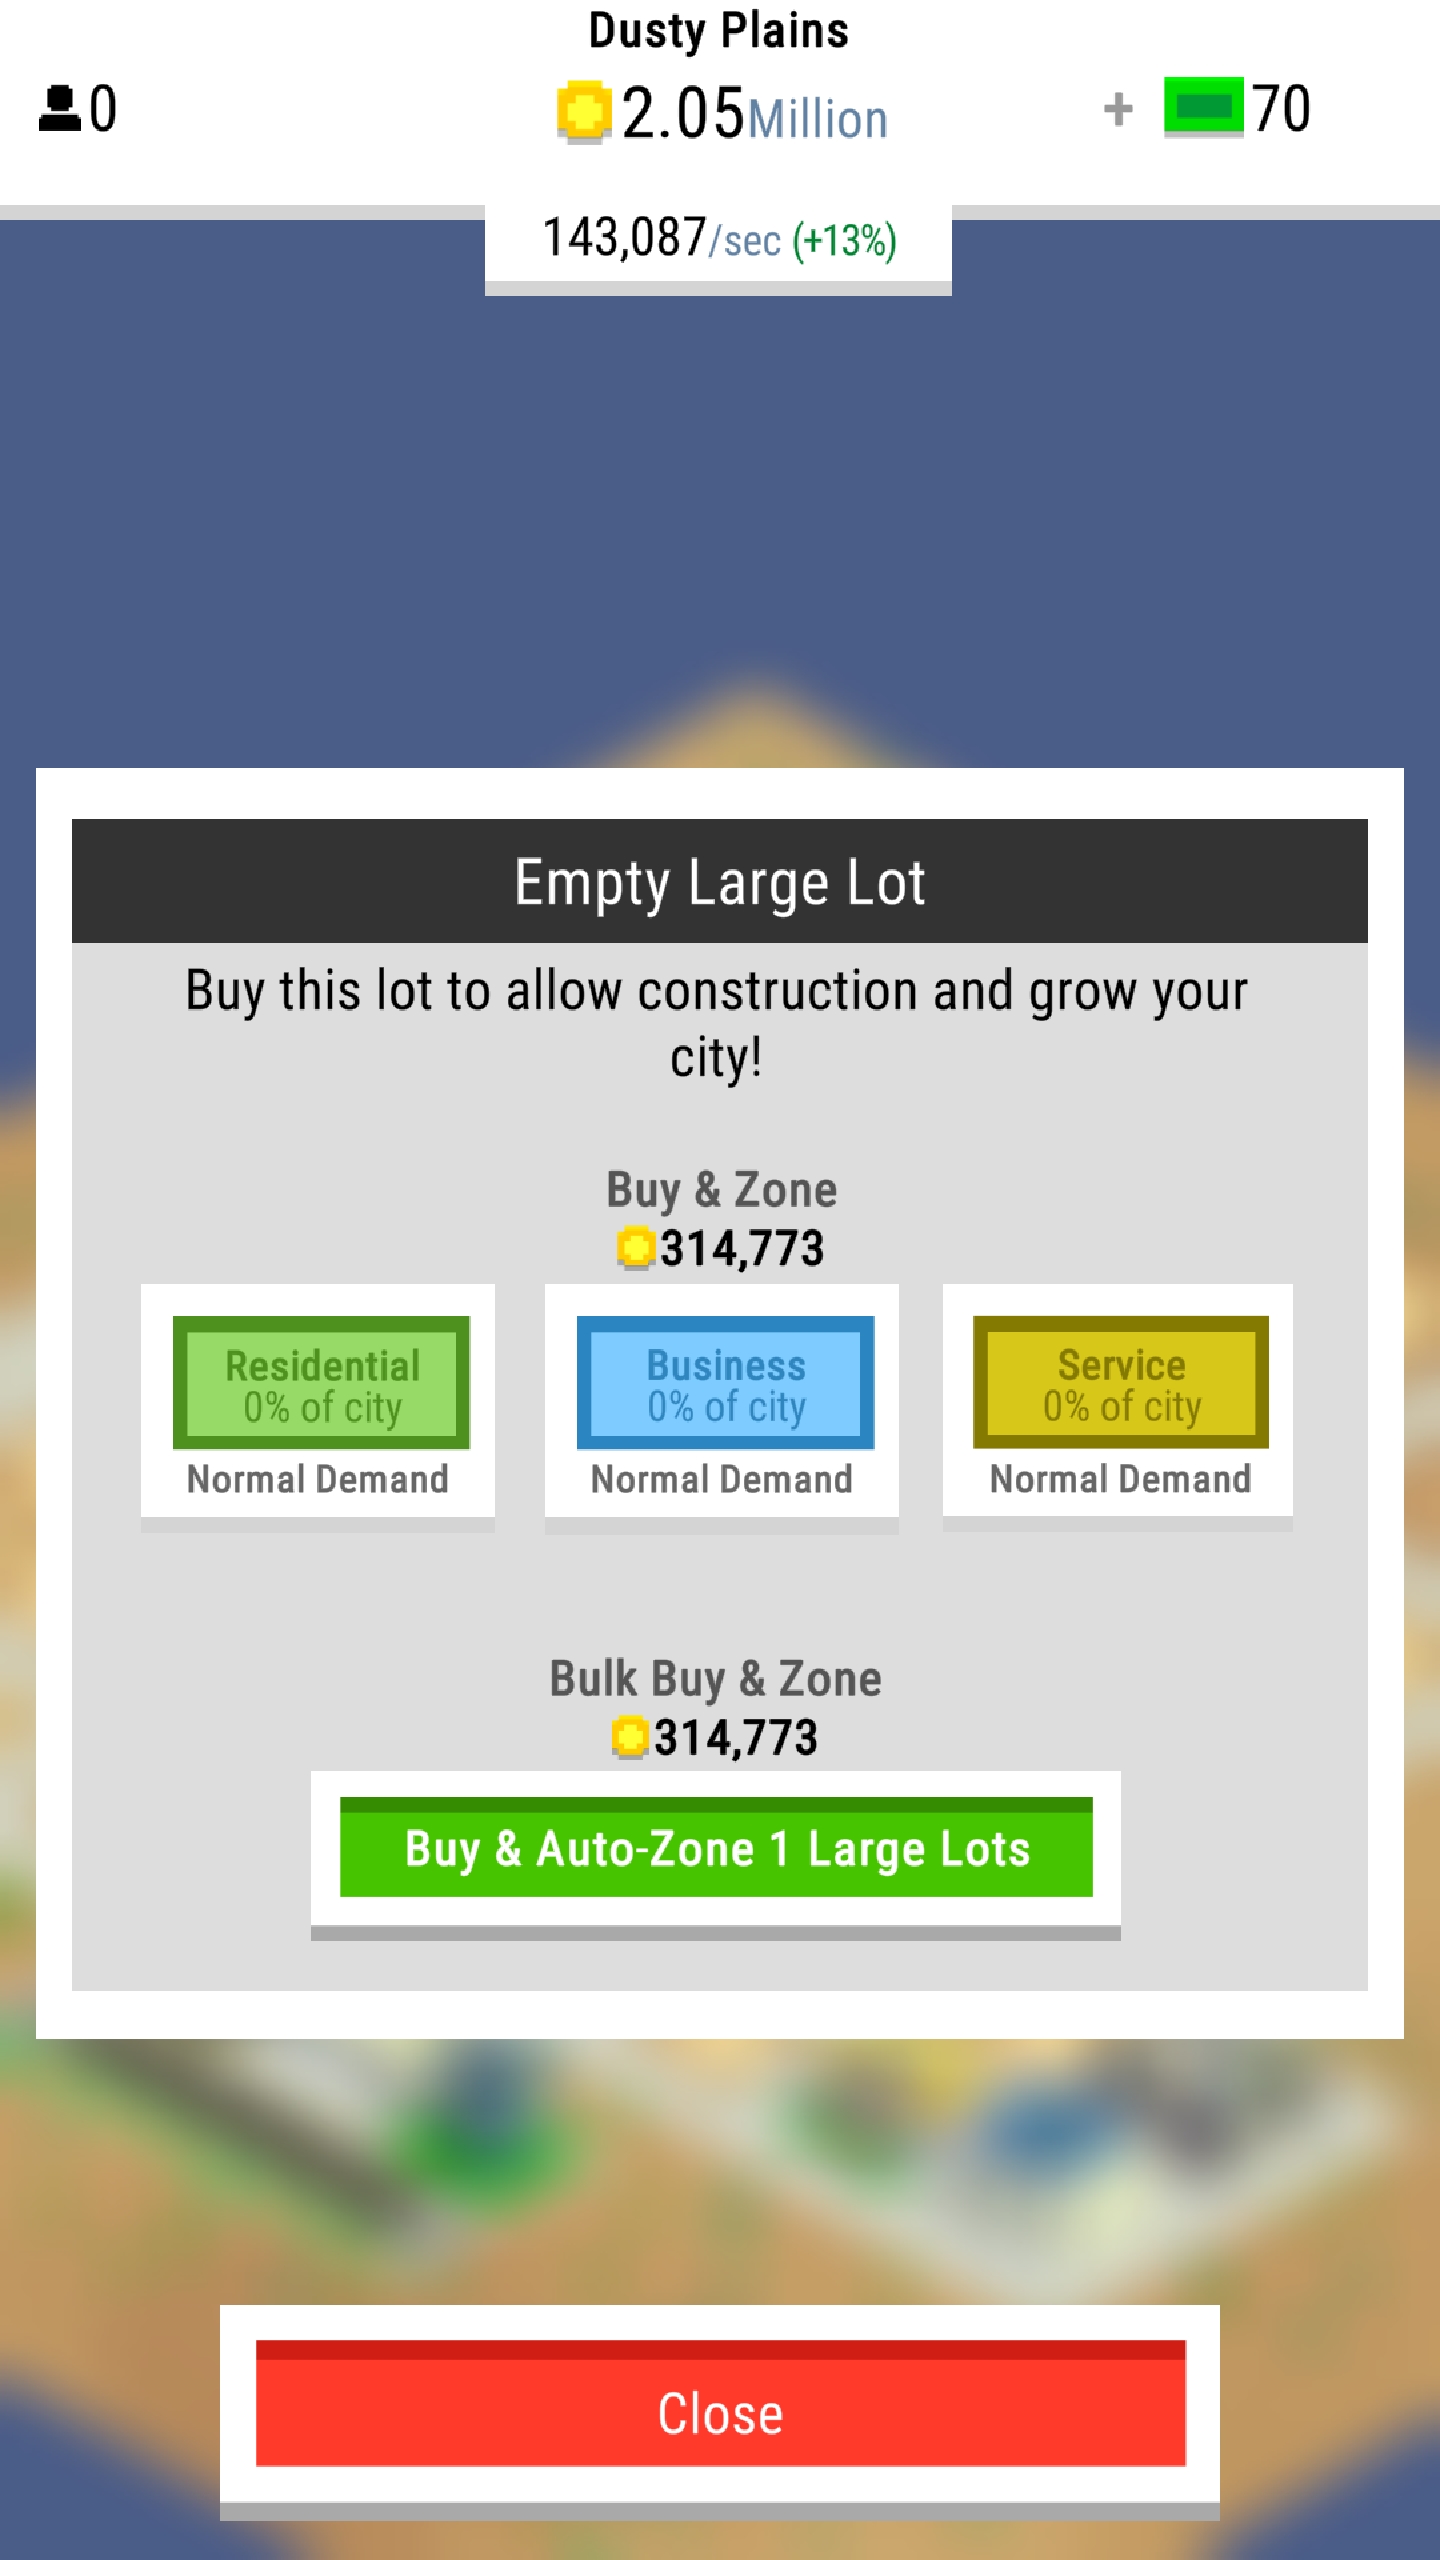 Dusty Plains
0
2.05Million
+ 70
143,087/sec (+13%)
Empty Large Lot
Buy this lot to allow construction and grow your
city!
Buy & Zone
314,773
Residential
0% of city
Normal Demand
Business
0% of city
Normal Demand
Service
0% of city
Normal Demand
Bulk Buy & Zone
314,773
Buy & Auto-Zone 1 Large Lots
Close